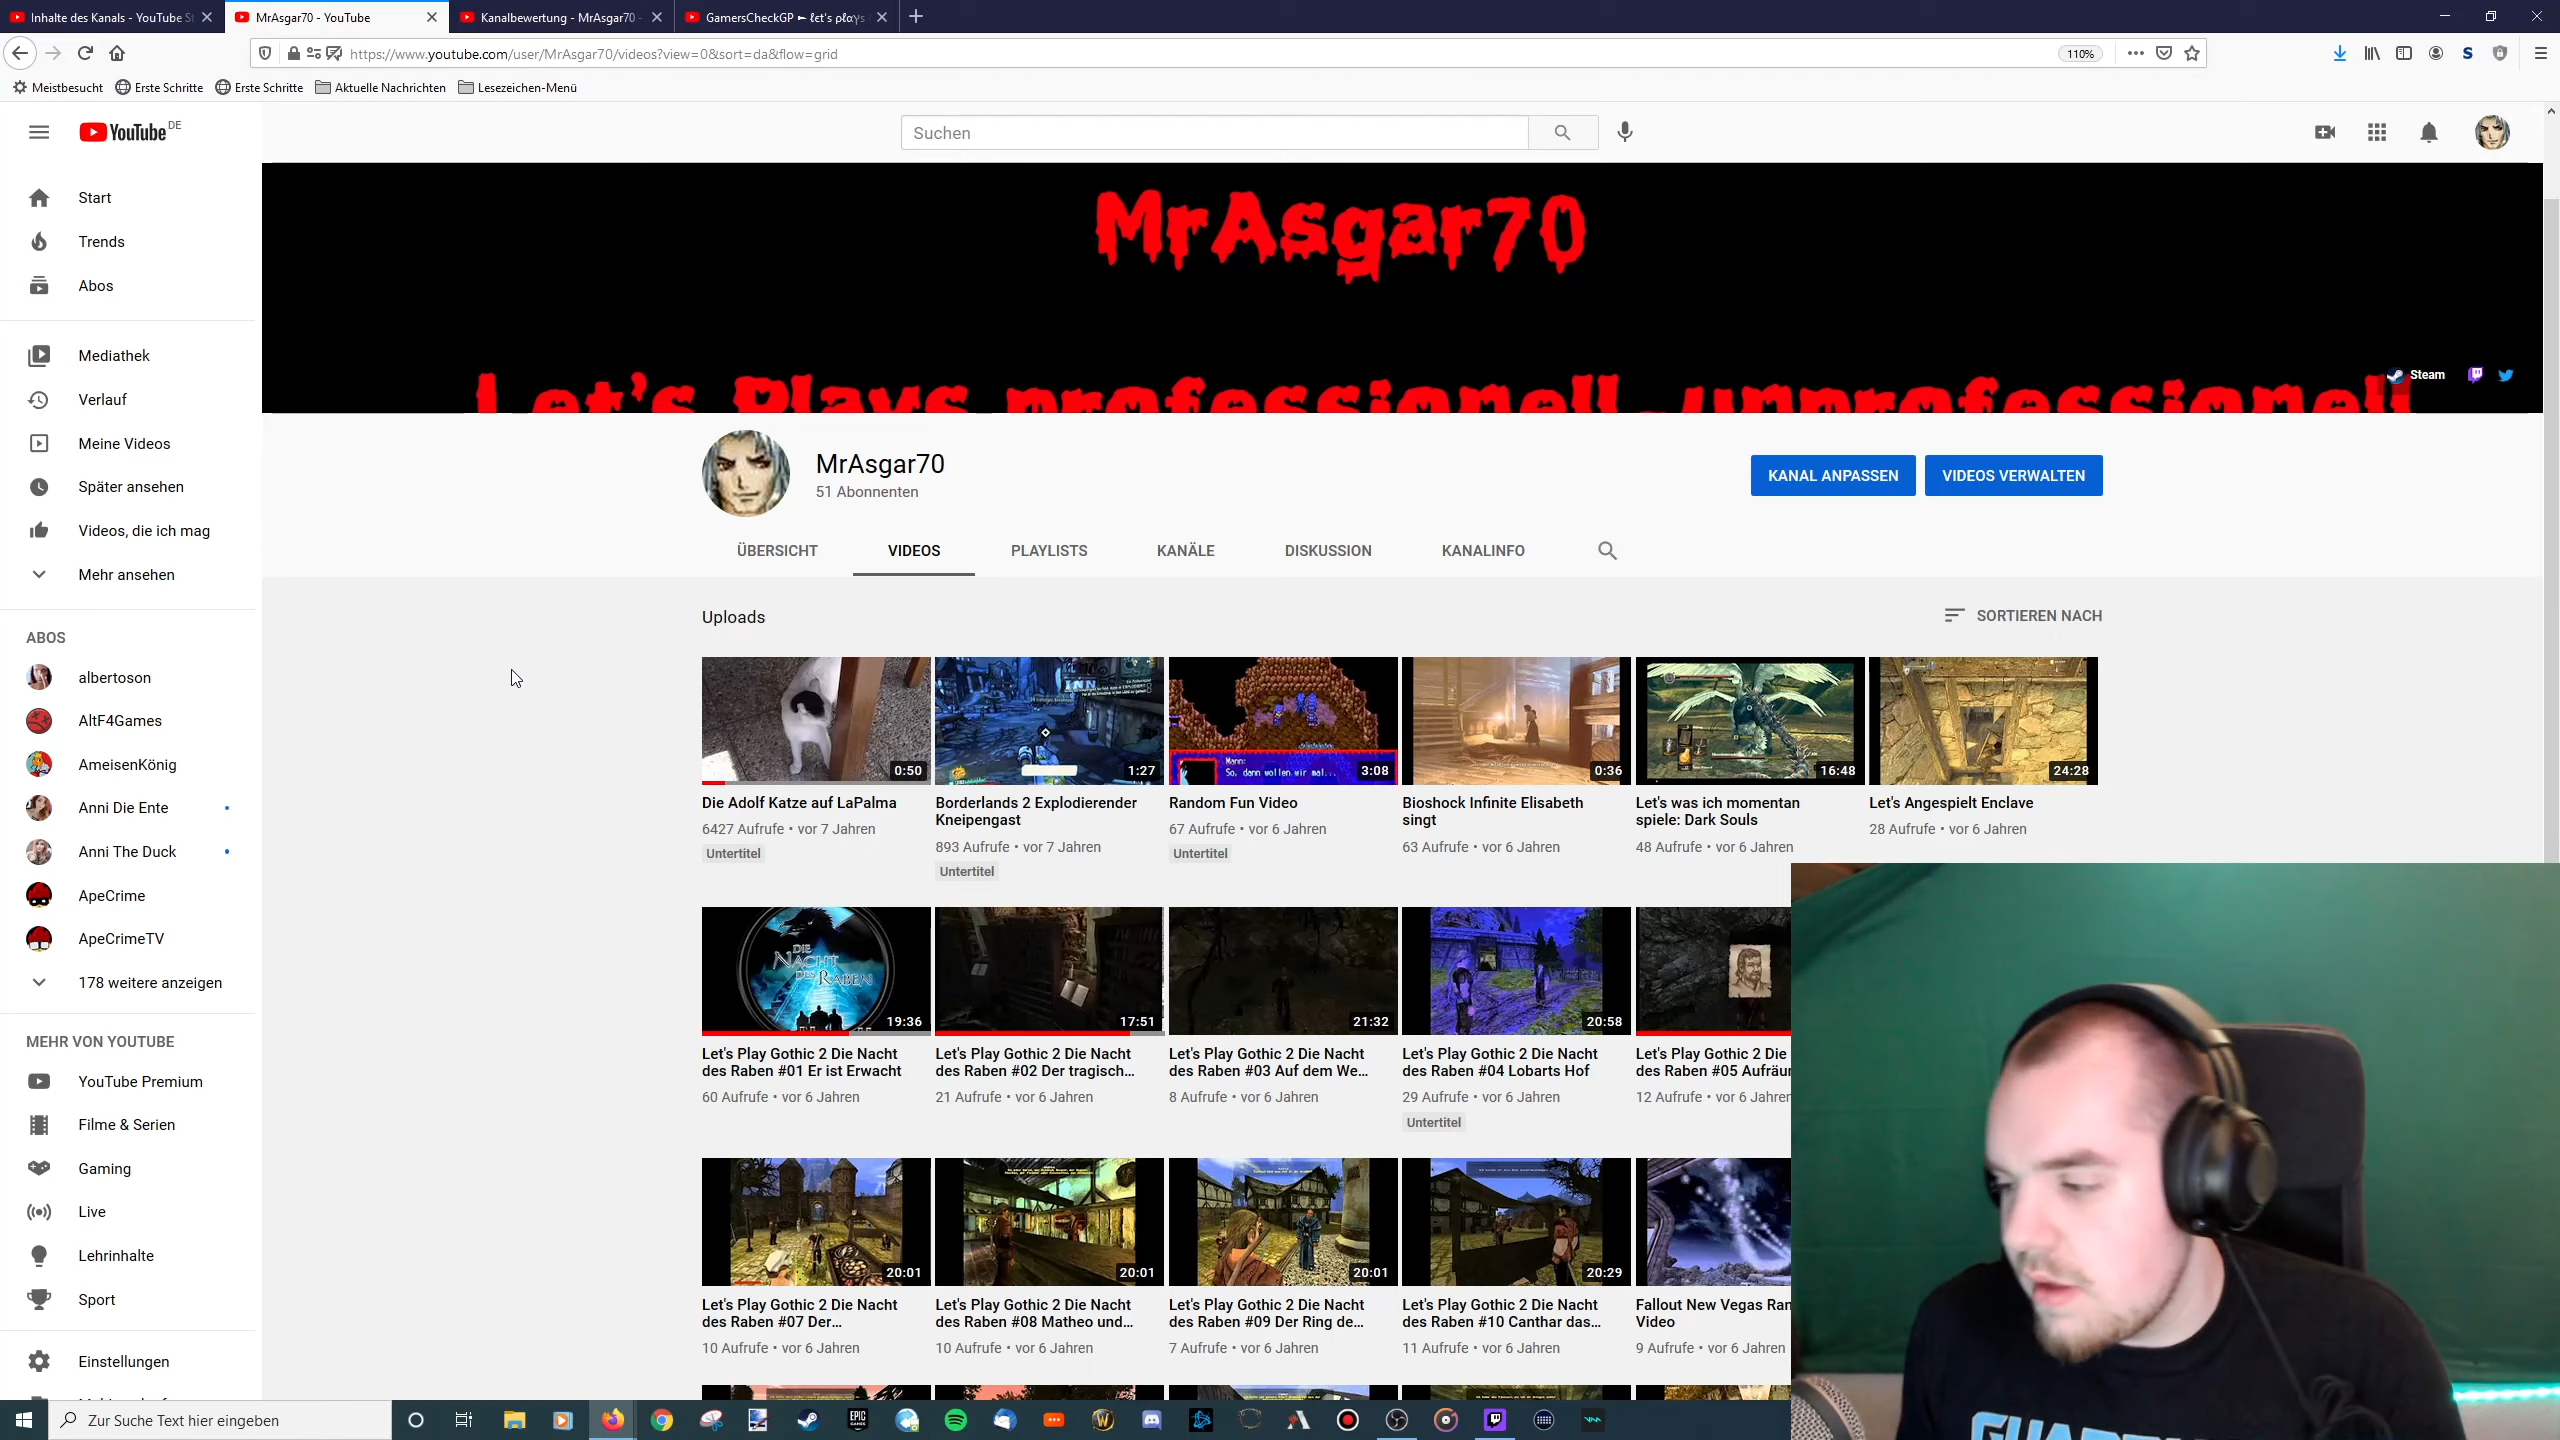 Inhalte des Kanals - YouTube St
MrAsgar70 - YouTube
Kanalbewertung - MrAsgar70 -
GamersCheckGP
https://www.youtube.com/user/MrAsgar70/videos?view=0&sort=da&flow=grid
110%
Meistbesucht
Erste Schritte
Erste Schritte
Aktuelle Nachrichten
Lesezeichen-Menü
YouTube DE
Suchen
Start
Trends
Abos
Mediathek
Verlauf
Meine Videos
Später ansehen
Videos, die ich mag
Mehr ansehen
ABOS
albertoson
AltF4Games
AmeisenKönig
Anni Die Ente
Anni The Duck
ApeCrime
ApeCrimeTV
178 weitere anzeigen
MEHR VON YOUTUBE
YouTube Premium
Filme & Serien
Gaming
Live
Lehrinhalte
Sport
Einstellungen
MrAsgar70
Let's Plays professionell -unprofessionell
Steam
MrAsgar70
51 Abonnenten
KANAL ANPASSEN
VIDEOS VERWALTEN
ÜBERSICHT
VIDEOS
PLAYLISTS
KANÄLE
DISKUSSION
KANALINFO
Uploads
SORTIEREN NACH
0:50
Die Adolf Katze auf LaPalma
6427 Aufrufe • vor 7 Jahren
Untertitel
INN
1:27
Borderlands 2 Explodierender
Kneipengast
893 Aufrufe • vor 7 Jahren
Untertitel
Mann:
So, dann wollen wir mal...
3:08
Random Fun Video
67 Aufrufe • vor 6 Jahren
Untertitel
0:36
Bioshock Infinite Elisabeth
singt
63 Aufrufe • vor 6 Jahren
16:48
Let's was ich momentan
spiele: Dark Souls
48 Aufrufe • vor 6 Jahren
24:28
Let's Angespielt Enclave
28 Aufrufe • vor 6 Jahren
DIE
NACHT
DES RABEN
19:36
Let's Play Gothic 2 Die Nacht
des Raben #01 Er ist Erwacht
60 Aufrufe • vor 6 Jahren
17:51
Let's Play Gothic 2 Die Nacht
des Raben #02 Der tragisch...
21 Aufrufe • vor 6 Jahren
21:32
Let's Play Gothic 2 Die Nacht
des Raben #03 Auf dem We...
8 Aufrufe • vor 6 Jahren
20:58
Let's Play Gothic 2 Die Nacht
des Raben #04 Lobarts Hof
29 Aufrufe • vor 6 Jahren
Untertitel
Let's Play Gothic 2 Die
des Raben #05 Aufräu
12 Aufrufe • vor 6 Jahren
20:01
Let's Play Gothic 2 Die Nacht
des Raben #07 Der...
10 Aufrufe • vor 6 Jahren
20:01
Let's Play Gothic 2 Die Nacht
des Raben #08 Matheo und...
10 Aufrufe • vor 6 Jahren
20:01
Let's Play Gothic 2 Die Nacht
des Raben #09 Der Ring de...
7 Aufrufe • vor 6 Jahren
20:29
Let's Play Gothic 2 Die Nacht
des Raben #10 Canthar das...
11 Aufrufe • vor 6 Jahren
Fallout New Vegas Ran
Video
9 Aufrufe • vor 6 Jahren
Zur Suche Text hier eingeben
EPIC
GAMES